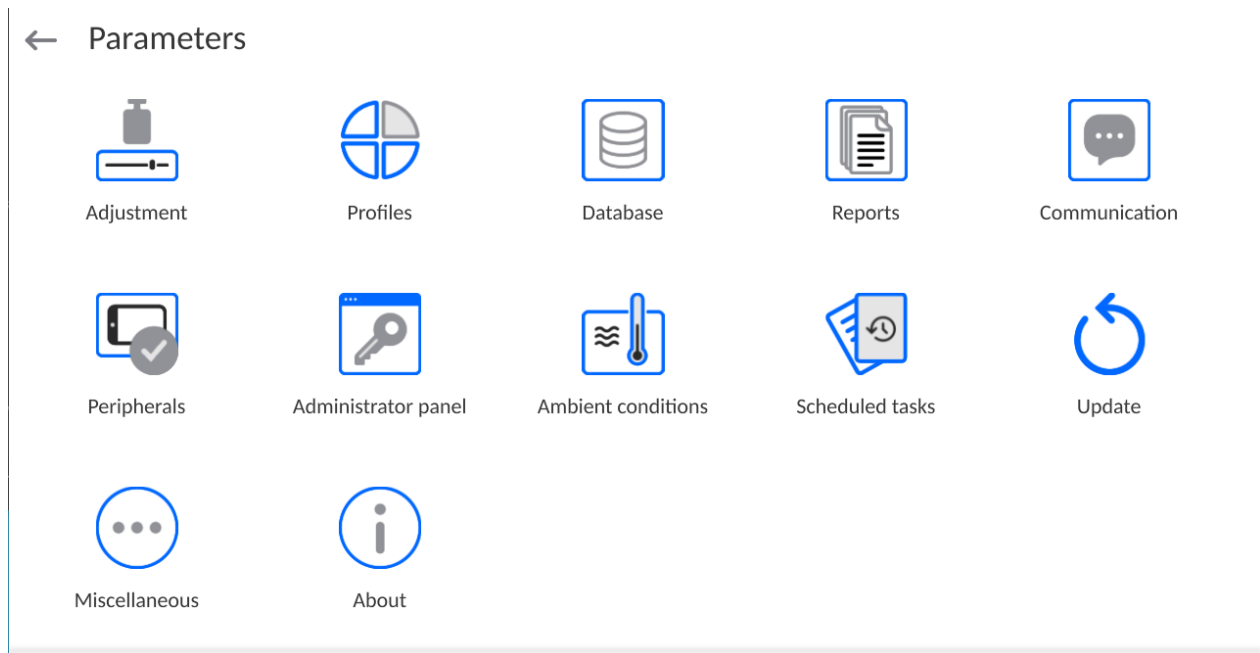 Parameters
Adjustment Profiles Database Reports Communication
Peripherals Administrator panel Ambient conditions Scheduled tasks Update
Miscellaneous About